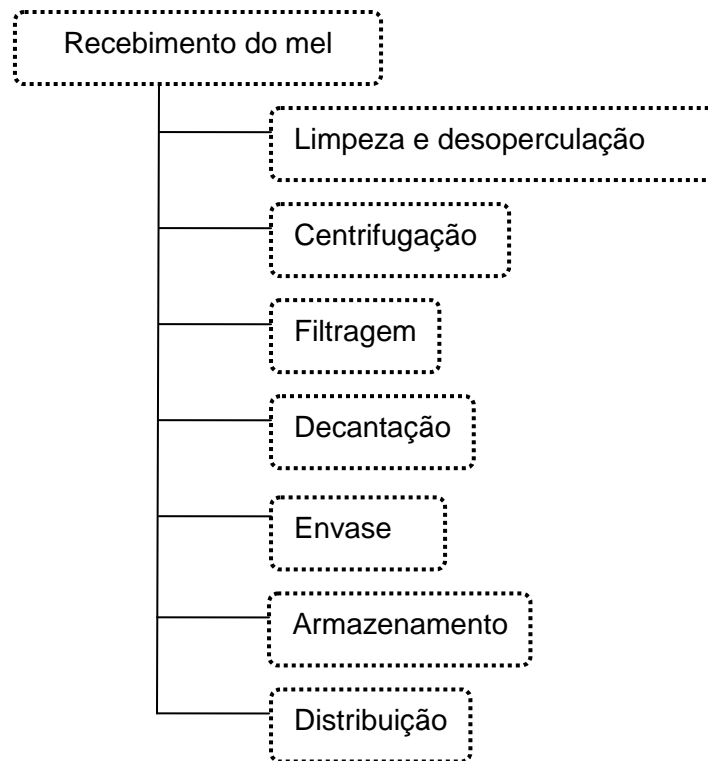 Recebimento do mel
Limpeza e desoperculação
Centrifugação
Filtragem
Decantação
Envase
Armazenamento
Distribuição